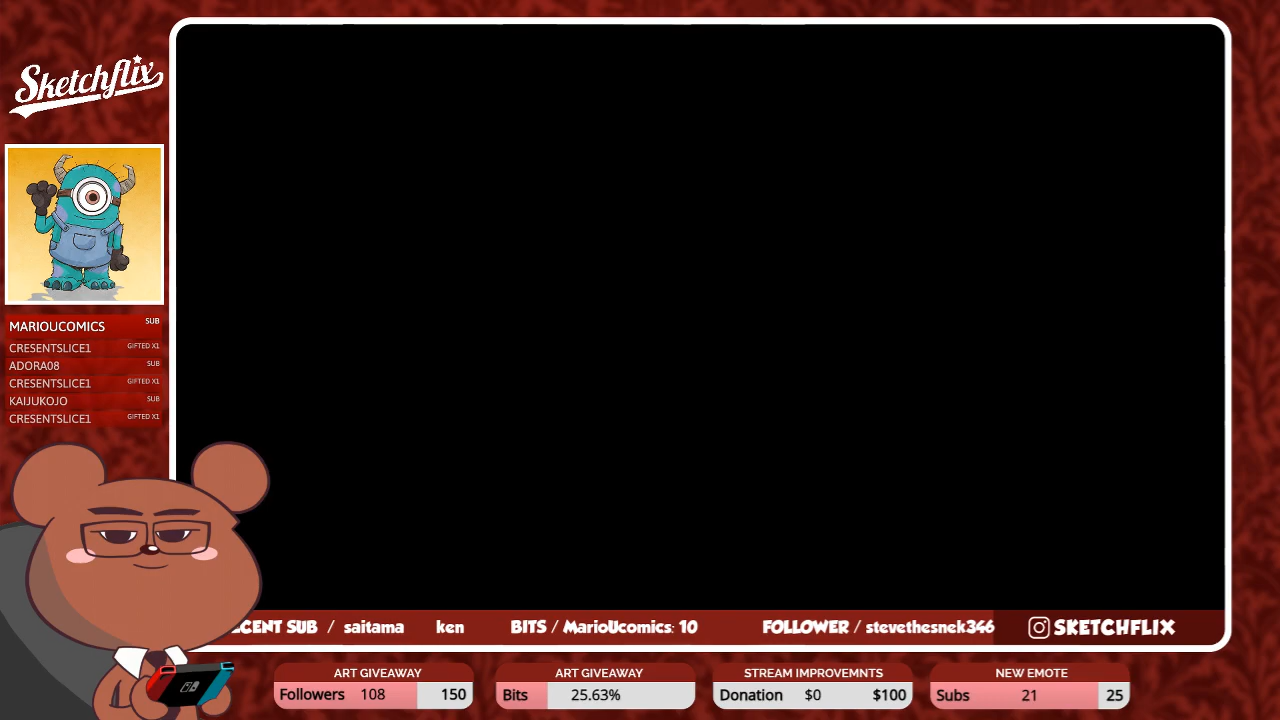 Sketchflix
MARIOUCOMICS SUB
CRESENTSLICE1 GIFTED X1
ADORA08 SUB
CRESENTSLICE1 GIFTED X1
KAIJUKOJO SUB
CRESENTSLICE1 GIFTED X1
CENT SUB / saitama ken BITS / MarioUcomics: 10 FOLLOWER / stevethesnek346 SKETCHFLIX
ART GIVEAWAY ART GIVEAWAY STREAM IMPROVEMNTS NEW EMOTE
Followers 108 150 Bits 25.63% Donation $0 $100 Subs 21 25